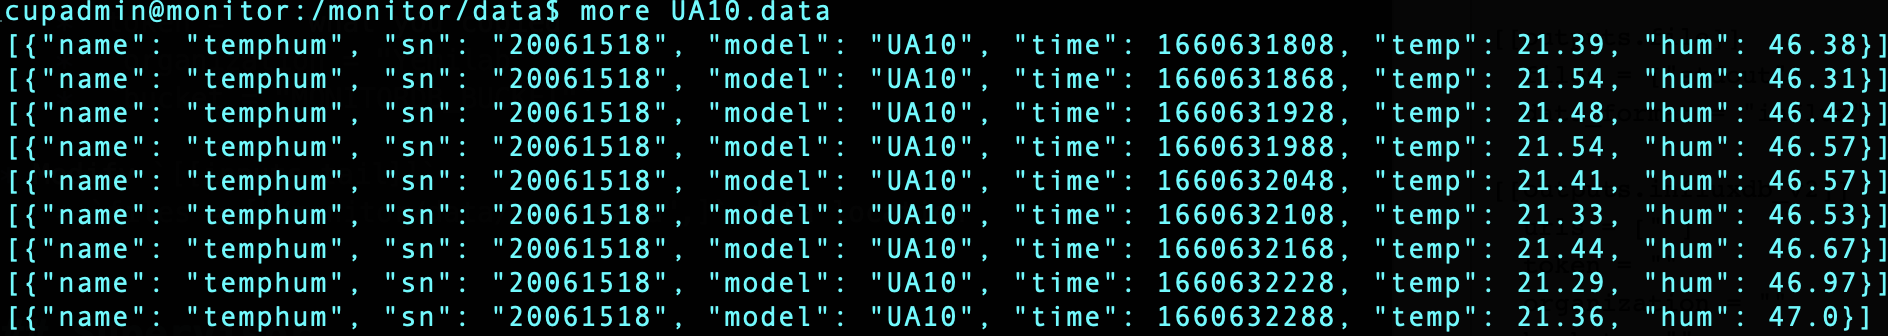 cupadmin@monitor:/monitor/data$ more UA10.data
[{"name": "temphum", "sn": "20061518", "model": "UA10", "time": 1660631808, "temp": 21.39, "hum": 46.38}]
[{"name": "temphum", "sn": "20061518", "model": "UA10", "time": 1660631868, "temp": 21.54, "hum": 46.31}]
[{"name": "temphum", "sn": "20061518", "model": "UA10", "time": 1660631928, "temp": 21.48, "hum": 46.42}]
[{"name": "temphum", "sn": "20061518", "model": "UA10", "time": 1660631988, "temp": 21.54, "hum": 46.57}]
[{"name": "temphum", "sn": "20061518", "model": "UA10", "time": 1660632048, "temp": 21.41, "hum": 46.57}]
[{"name": "temphum", "sn": "20061518", "model": "UA10", "time": 1660632108, "temp": 21.33, "hum": 46.53}]
[{"name": "temphum", "sn": "20061518", "model": "UA10", "time": 1660632168, "temp": 21.44, "hum": 46.67}]
[{"name": "temphum", "sn": "20061518", "model": "UA10", "time": 1660632228, "temp": 21.29, "hum": 46.97}]
[{"name": "temphum", "sn": "20061518", "model": "UA10", "time": 1660632288, "temp": 21.36, "hum": 47.0}]